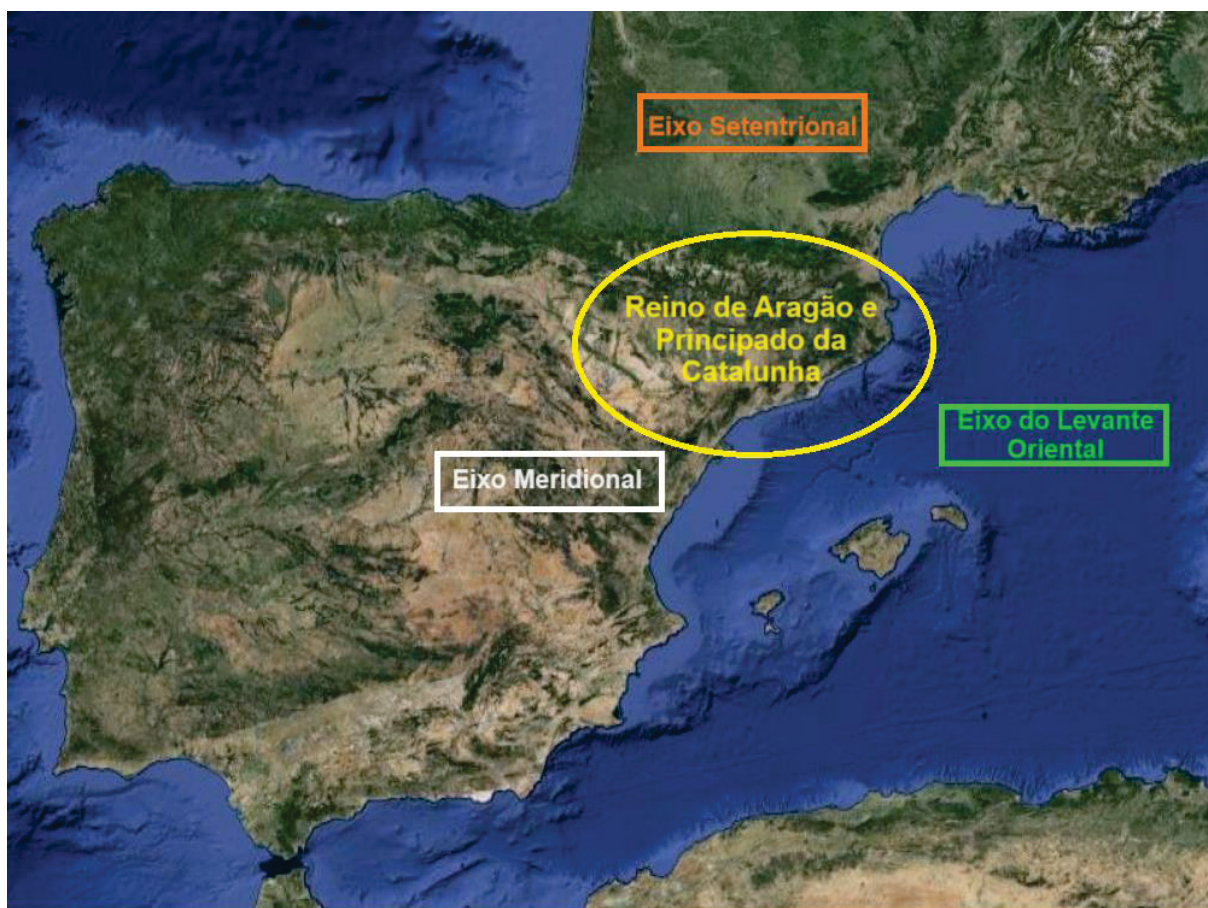 Eixo Setentrional
Reino de Aragão e
Principado da
Catalunha
Eixo do Levante
Oriental
Eixo Meridional